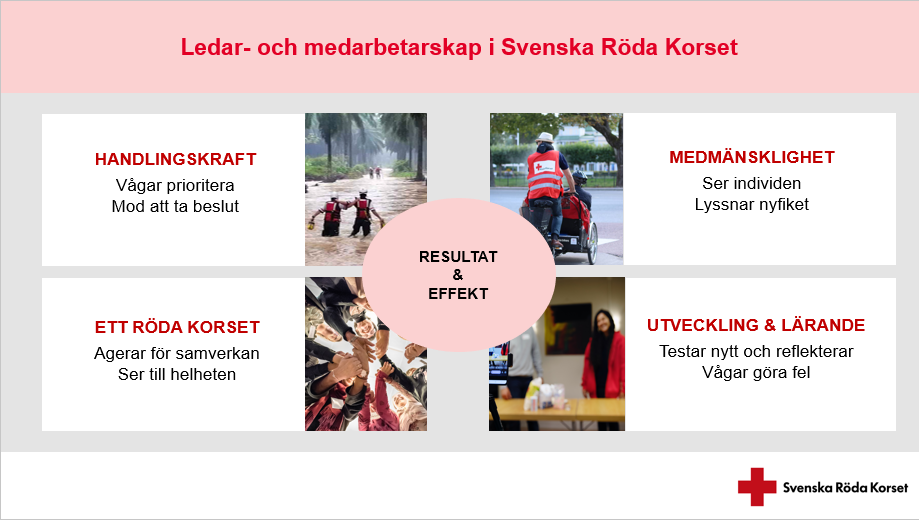 Ledar- och medarbetarskap i Svenska Röda Korset
HANDLINGSKRAFT
Vågar prioritera
Mod att ta beslut
MEDMÄNSKLIGHET
Ser individen
Lyssnar nyfiket
RESULTAT
&
EFFEKT
ETT RÖDA KORSET
Agerar för samverkan
Ser till helheten
UTVECKLING & LÄRANDE
Testar nytt och reflekterar
Vågar göra fel
Svenska Röda Korset